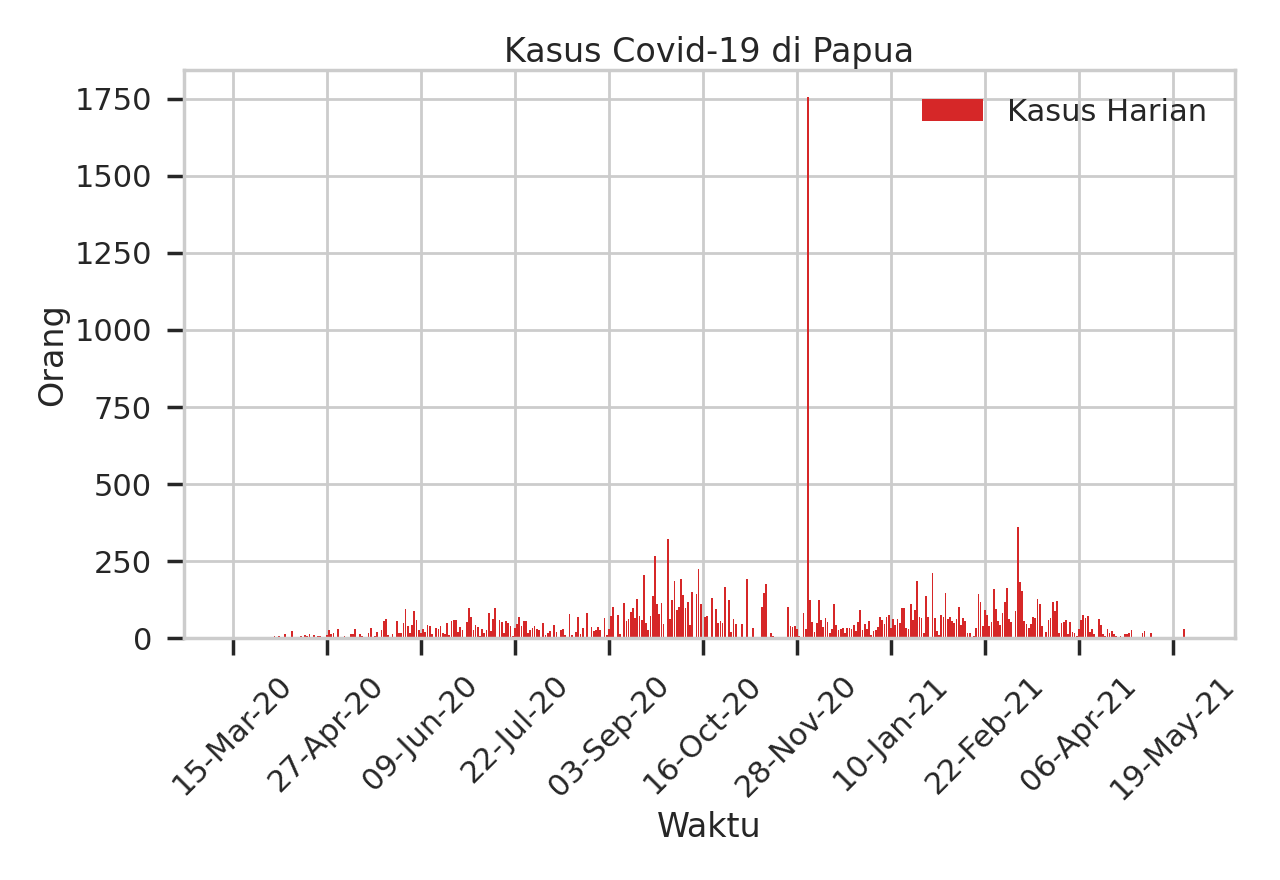 Kasus Covid-19 di Papua
Kasus Harian
Orang
1750
1500
1250
1000
750
500
250
0
15-Mar-20
27-Apr-20
09-Jun-20
22-Jul-20
03-Sep-20
16-Oct-20
28-Nov-20
10-Jan-21
22-Feb-21
06-Apr-21
19-May-21
Waktu